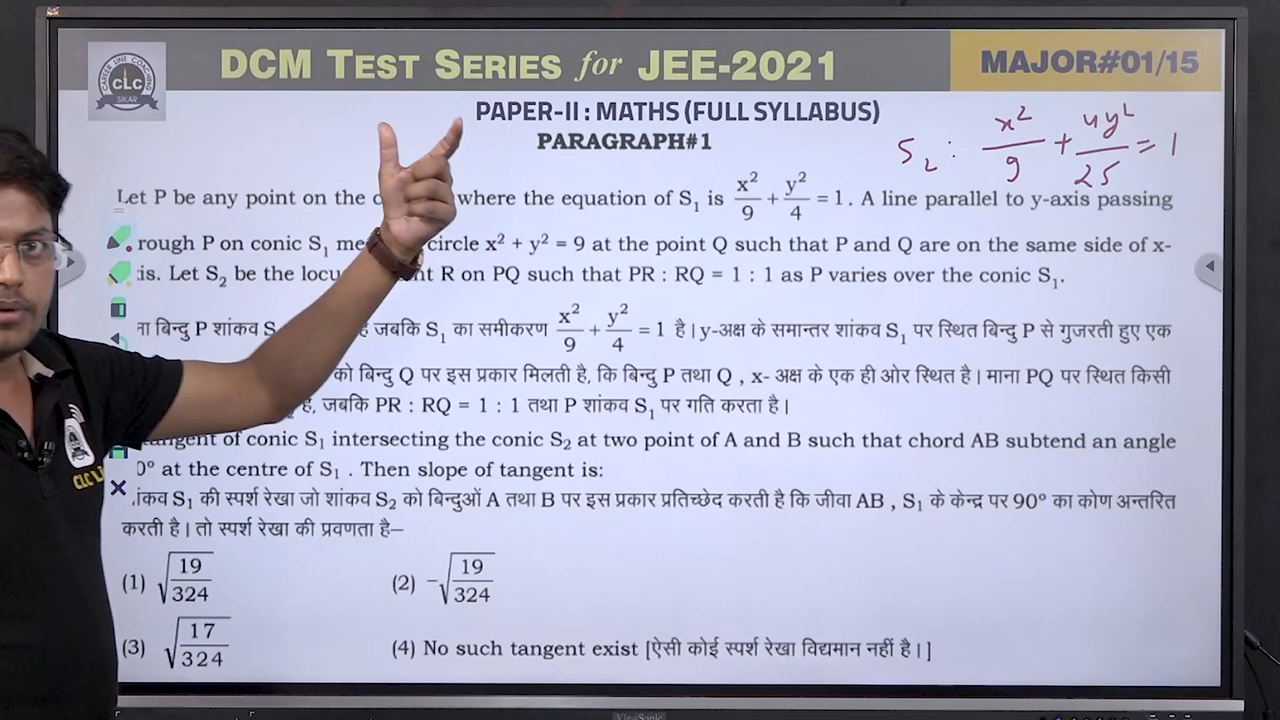 CAREER LINE COACHING
CLC
SIKAR
DCM TEST SERIES for JEE-2021
MAJOR#01/15
PAPER-II : MATHS (FULL SYLLABUS)
PARAGRAPH#1
S₂ : x²/9 + 4y²/25 = 1
Let P be any point on the where the equation of S₁ is x²/9 + y²/4 = 1. A line parallel to y-axis passing
rough P on conic S₁ me circle x² + y² = 9 at the point Q such that P and Q are on the same side of x-
is. Let S₂ be the locu nt R on PQ such that PR : RQ = 1 : 1 as P varies over the conic S₁.
ना बिन्दु P शांकव S है जबकि S₁ का समीकरण x²/9 + y²/4 = 1 है। y-अक्ष के समान्तर शांकव S₁ पर स्थित बिन्दु P से गुजरती हुए एक
को बिन्दु Q पर इस प्रकार मिलती है, कि बिन्दु P तथा Q , x- अक्ष के एक ही ओर स्थित है। माना PQ पर स्थित किसी
है, जबकि PR : RQ = 1 : 1 तथा P शांकव S₁ पर गति करता है।
tangent of conic S₁ intersecting the conic S₂ at two point of A and B such that chord AB subtend an angle
0° at the centre of S₁ . Then slope of tangent is:
ांकव S₁ की स्पर्श रेखा जो शांकव S₂ को बिन्दुओं A तथा B पर इस प्रकार प्रतिच्छेद करती है कि जीवा AB , S₁ के केन्द्र पर 90° का कोण अन्तरित
करती है। तो स्पर्श रेखा की प्रवणता है–
(1) √(19/324) (2) -√(19/324)
(3) √(17/324) (4) No such tangent exist [ऐसी कोई स्पर्श रेखा विद्यमान नहीं है।]
CLC L
ViewSonic